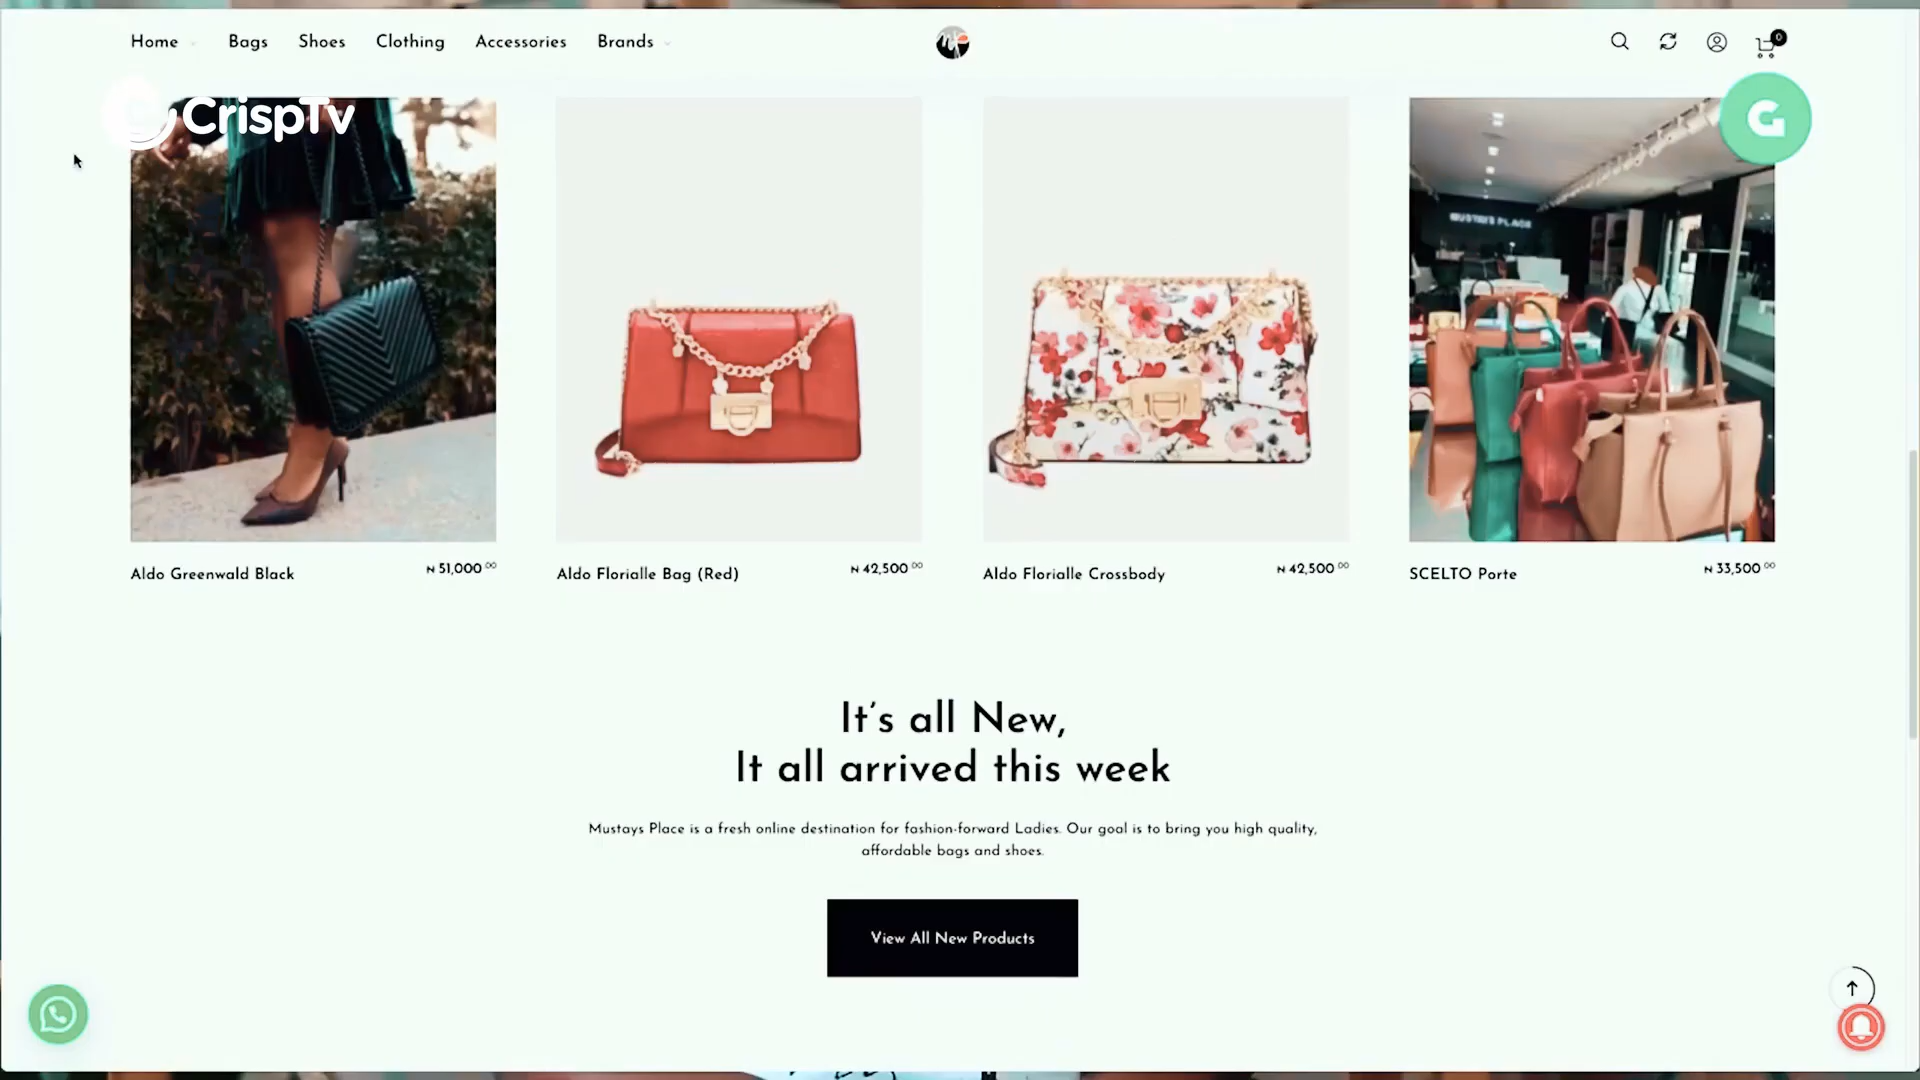 Home Bags Shoes Clothing Accessories Brands
0
CrispTv
G
MUSTAYS PLACE
Aldo Greenwald Black
₦ 51,000 00
Aldo Florialle Bag (Red)
₦ 42,500 00
Aldo Florialle Crossbody
₦ 42,500 00
SCELTO Porte
₦ 33,500 00
It's all New,
It all arrived this week
Mustays Place is a fresh online destination for fashion-forward Ladies. Our goal is to bring you high quality,
affordable bags and shoes.
View All New Products